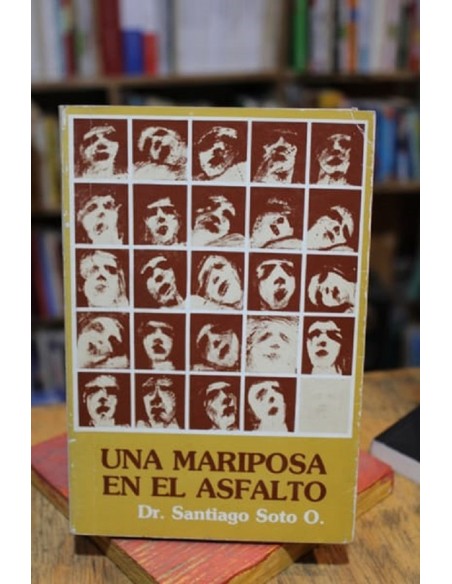 UNA MARIPOSA
EN EL ASFALTO
Dr. Santiago Soto O.